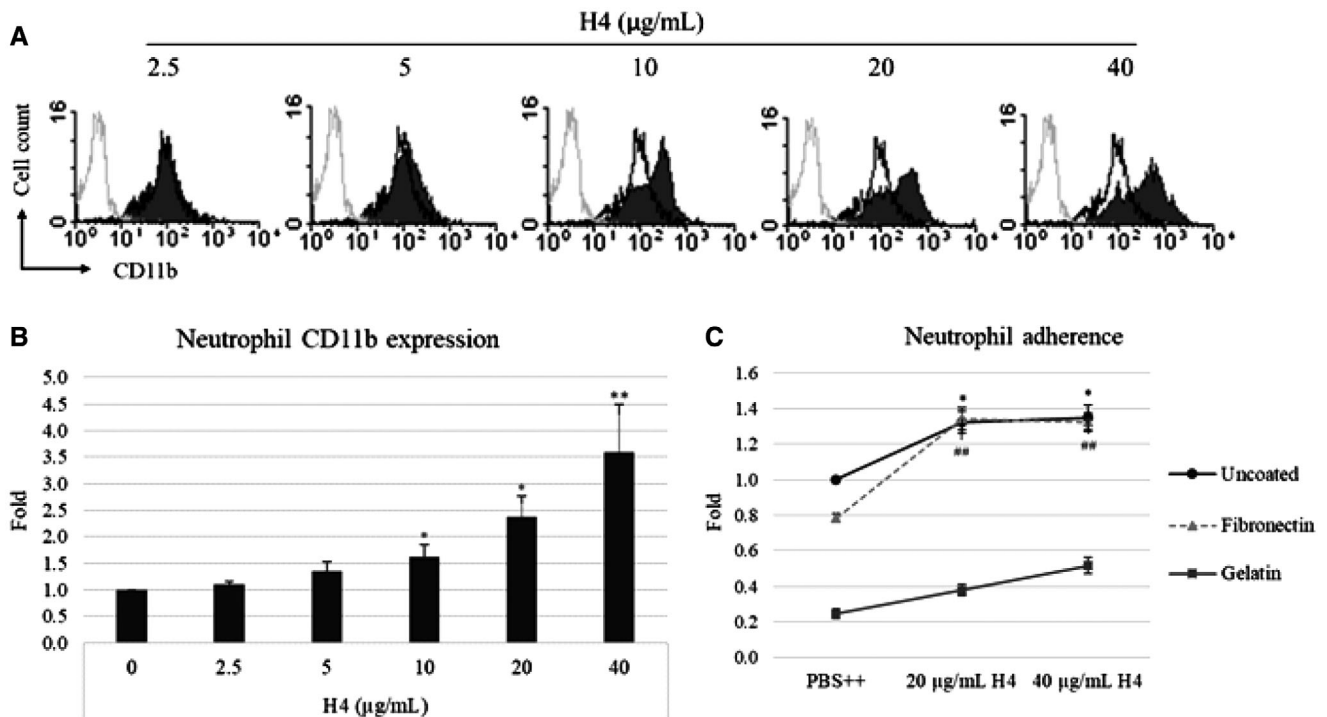 A
H4 (µg/mL)
2.5 5 10 20 40
Cell count
16 16 16 16 16
0 0 0 0 0
10⁰ 10¹ 10² 10³ 10⁴ 10⁰ 10¹ 10² 10³ 10⁴ 10⁰ 10¹ 10² 10³ 10⁴ 10⁰ 10¹ 10² 10³ 10⁴ 10⁰ 10¹ 10² 10³ 10⁴
CD11b
B
Neutrophil CD11b expression
Fold
5.0
4.5
4.0
3.5
3.0
2.5
2.0
1.5
1.0
0.5
0.0
* * **
0 2.5 5 10 20 40
H4 (µg/mL)
C
Neutrophil adherence
Fold
1.6
1.4
1.2
1.0
0.8
0.6
0.4
0.2
0.0
* *
## ##
PBS++ 20 µg/mL H4 40 µg/mL H4
Uncoated
Fibronectin
Gelatin